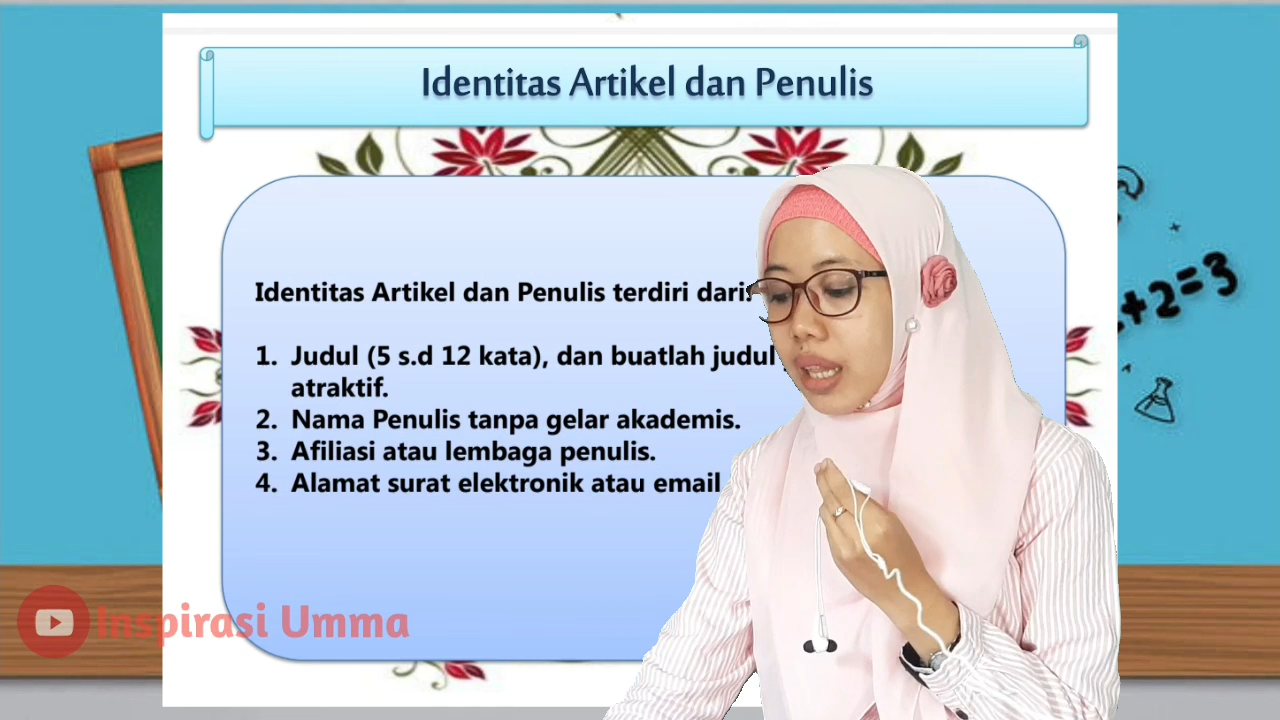 Identitas Artikel dan Penulis
Identitas Artikel dan Penulis terdiri dari:
1. Judul (5 s.d 12 kata), dan buatlah judul
atraktif.
2. Nama Penulis tanpa gelar akademis.
3. Afiliasi atau lembaga penulis.
4. Alamat surat elektronik atau email
+2=3
Inspirasi Umma